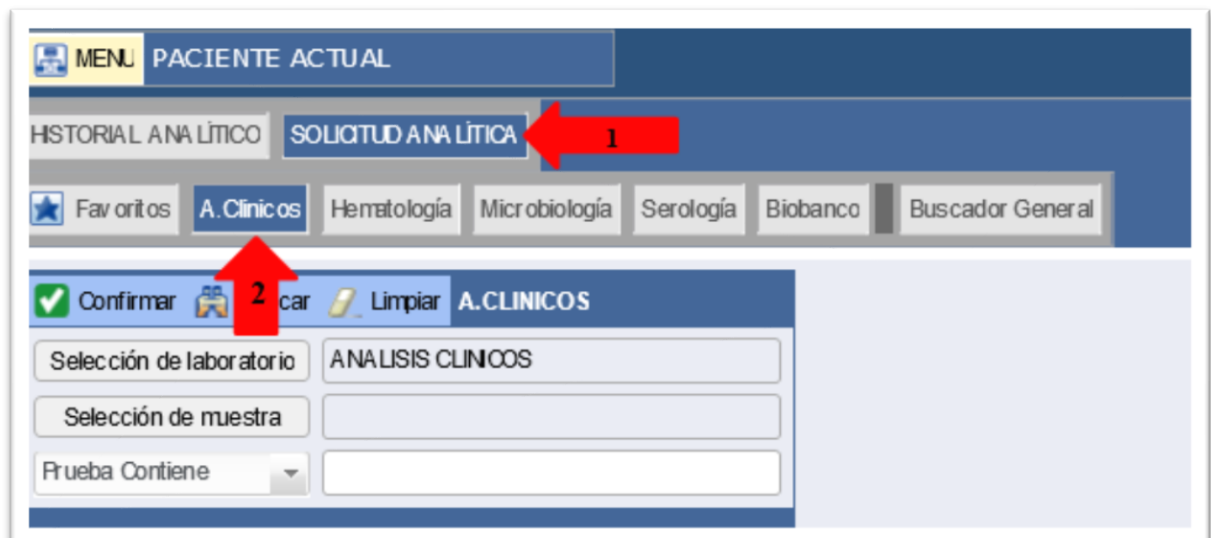 MENU PACIENTE ACTUAL
HISTORIAL ANALÍTICO SOLICITUD ANALÍTICA 1
Favoritos A.Clinicos Hematología Microbiología Serología Biobanco Buscador General
Confirmar 2 car Limpiar A.CLINICOS
Selección de laboratorio ANALISIS CLINICOS
Selección de muestra
Prueba Contiene